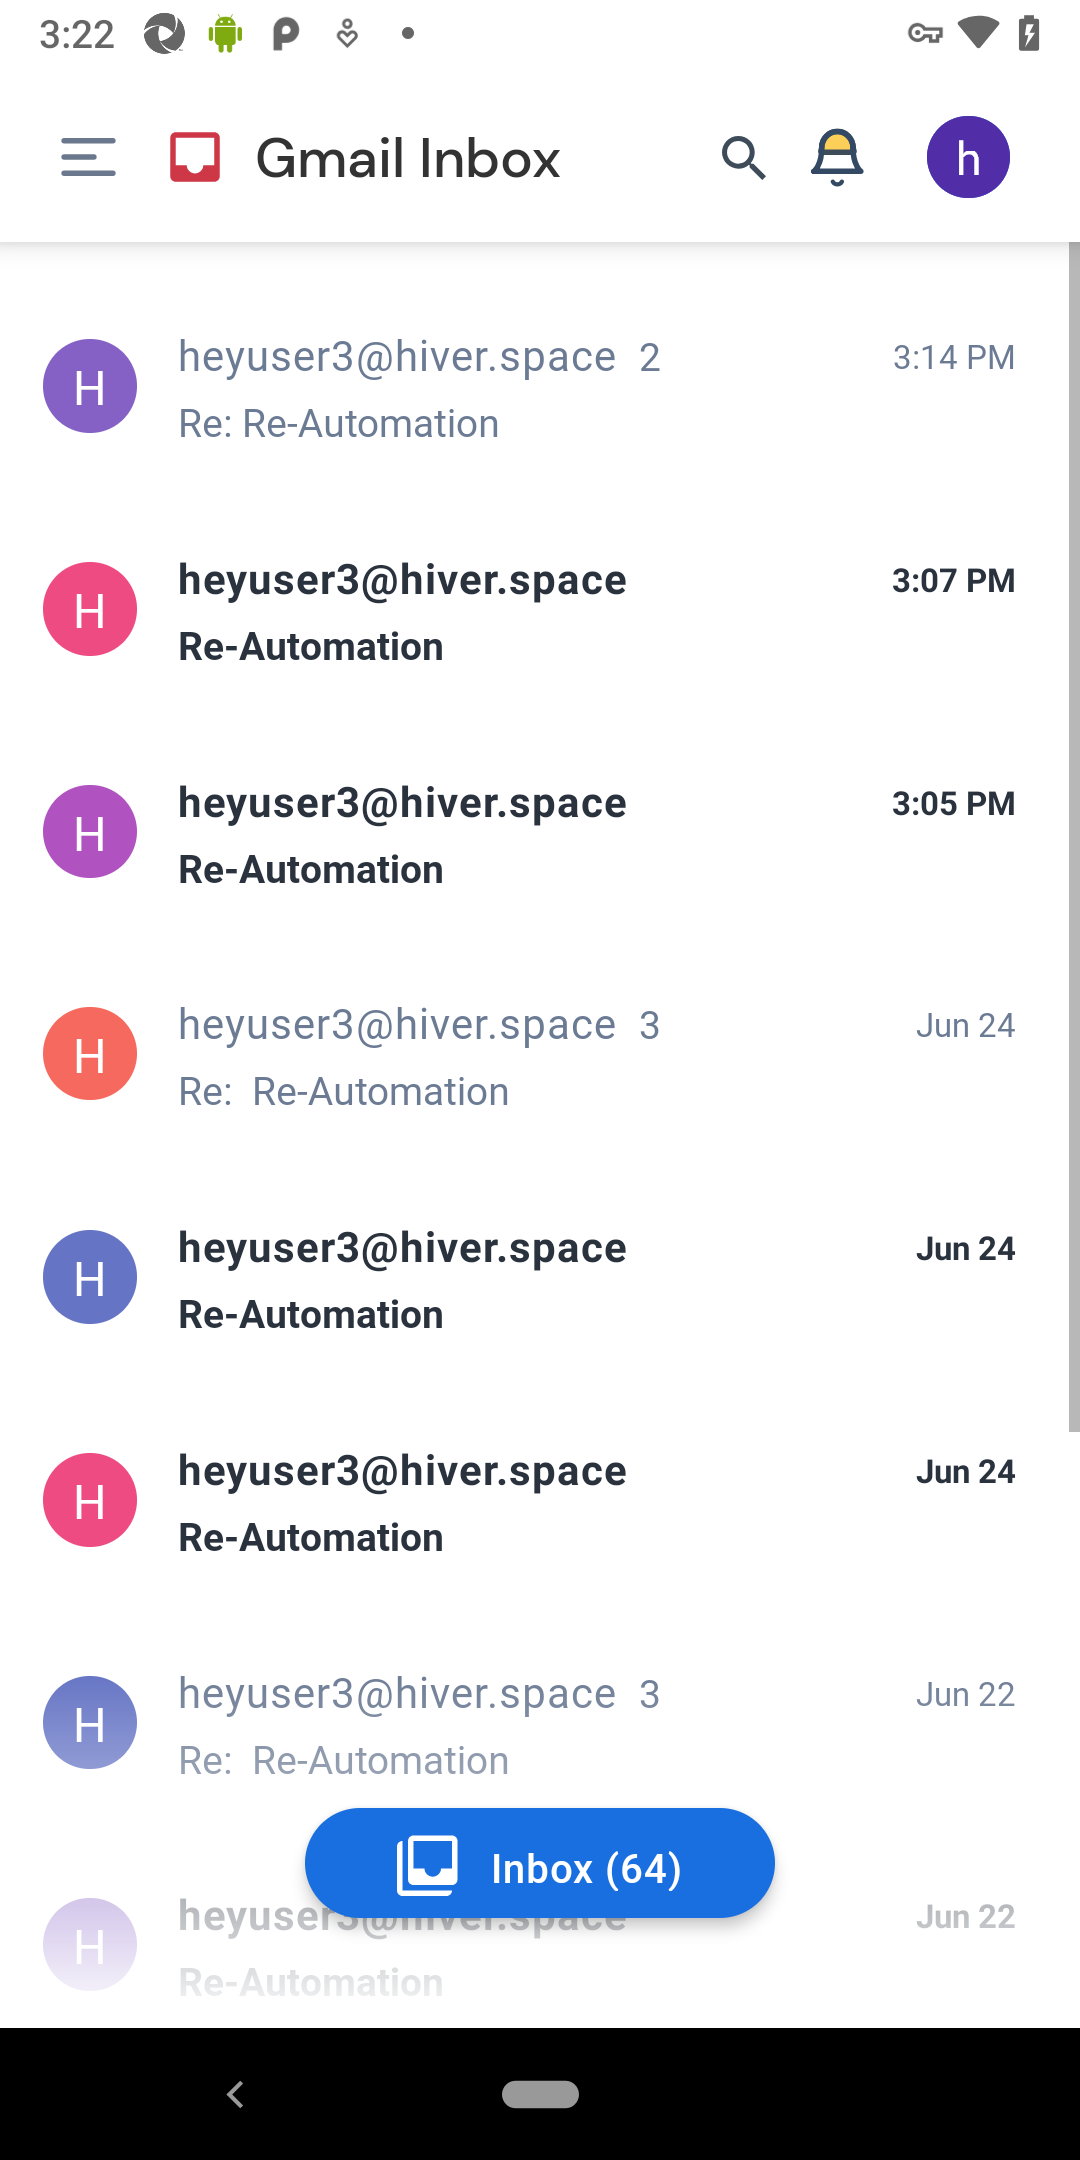 3:22
Gmail Inbox
h
H
heyuser3@hiver.space 2
3:14 PM
Re: Re-Automation
H
heyuser3@hiver.space
3:07 PM
Re-Automation
H
heyuser3@hiver.space
3:05 PM
Re-Automation
H
heyuser3@hiver.space 3
Jun 24
Re:  Re-Automation
H
heyuser3@hiver.space
Jun 24
Re-Automation
H
heyuser3@hiver.space
Jun 24
Re-Automation
H
heyuser3@hiver.space 3
Jun 22
Re:  Re-Automation
Inbox (64)
H
heyuser3@hiver.space
Jun 22
Re-Automation